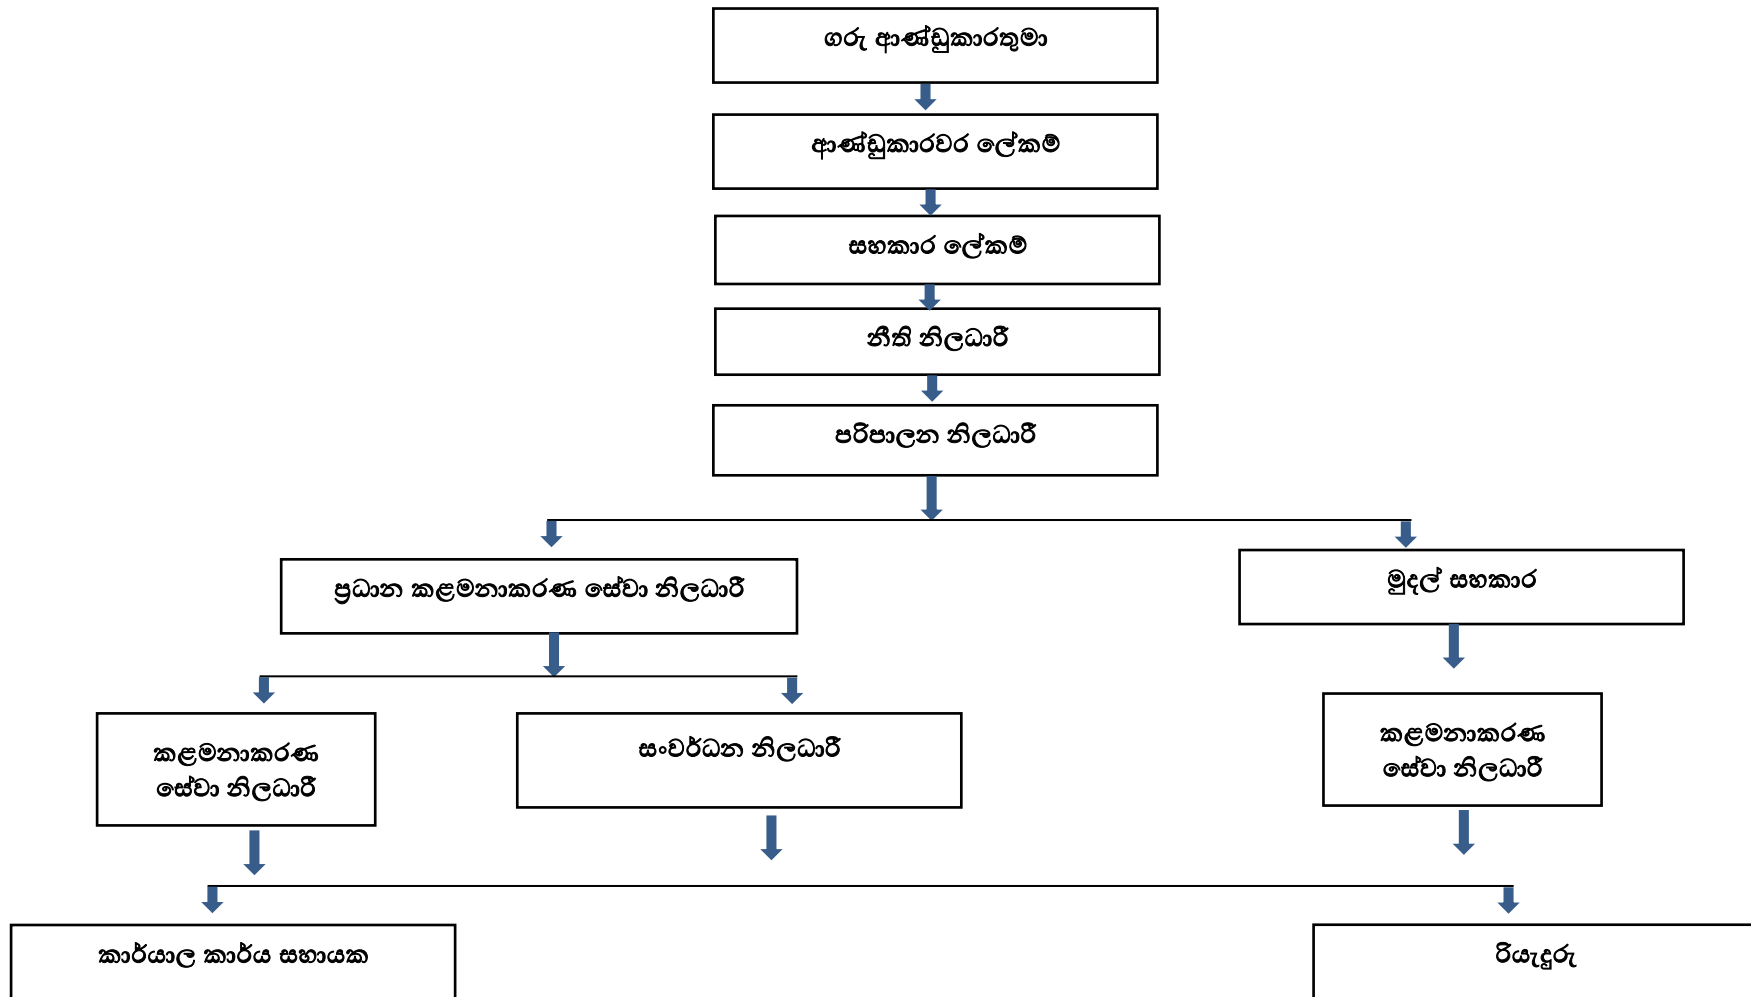 ගරු ආණ්ඩුකාරතුමා
ආණ්ඩුකාරවර ලේකම්
සහකාර ලේකම්
නීති නිලධාරී
පරිපාලන නිලධාරී
ප්‍රධාන කළමනාකරණ සේවා නිලධාරී
මුදල් සහකාර
කළමනාකරණ
සේවා නිලධාරී
සංවර්ධන නිලධාරී
කළමනාකරණ
සේවා නිලධාරී
කාර්යාල කාර්ය සහායක
රියැදුරු